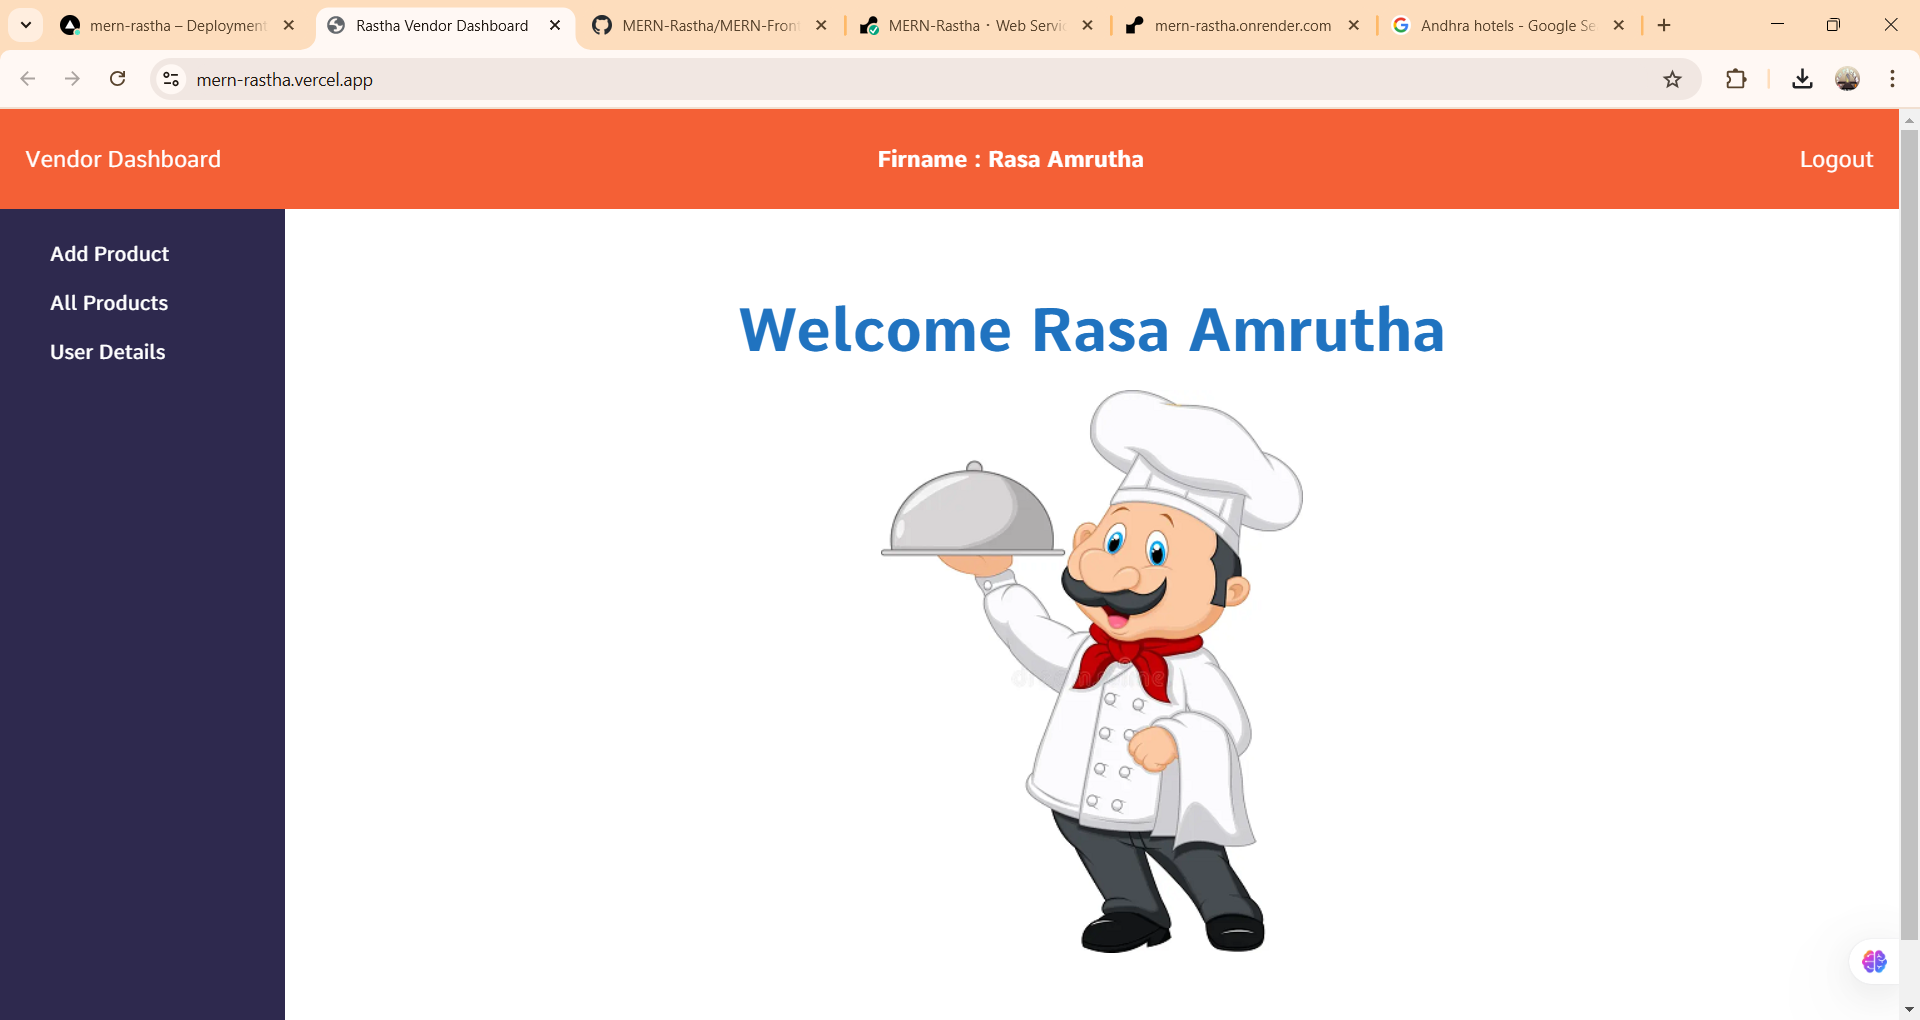 mern-rastha – Deployment
Rastha Vendor Dashboard
MERN-Rastha/MERN-Front
MERN-Rastha · Web Servic
mern-rastha.onrender.com
Andhra hotels - Google Se
mern-rastha.vercel.app
Vendor Dashboard
Firname : Rasa Amrutha
Logout
Add Product
All Products
User Details
Welcome Rasa Amrutha